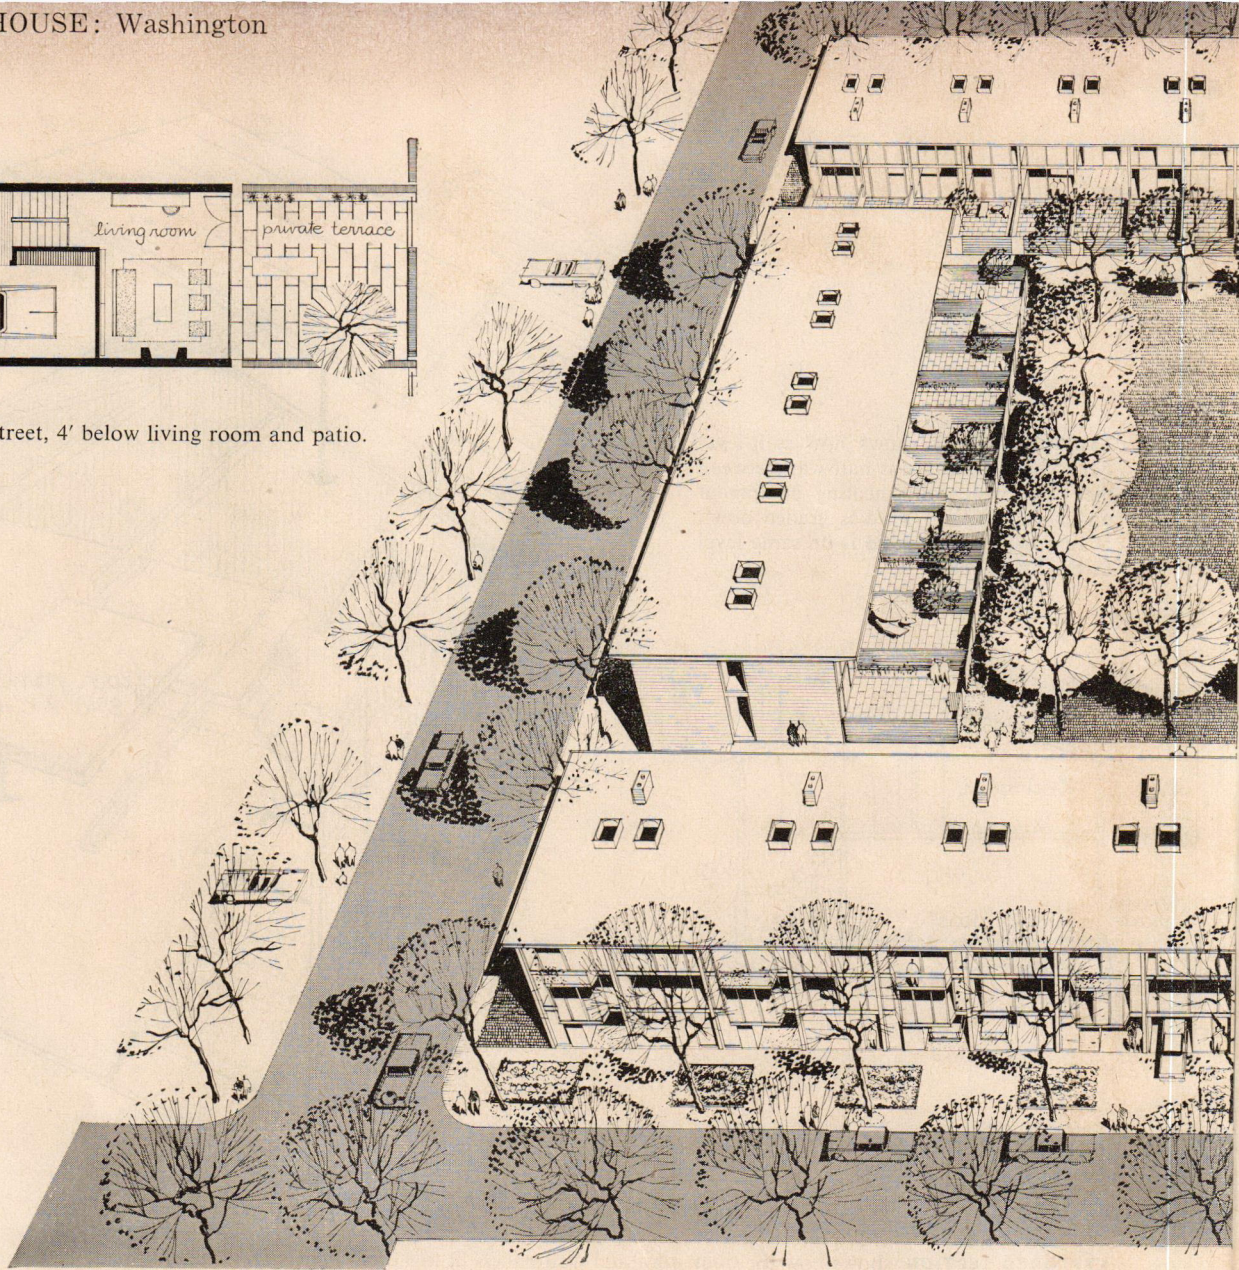 HOUSE: Washington
living room
private terrace
treet, 4′ below living room and patio.